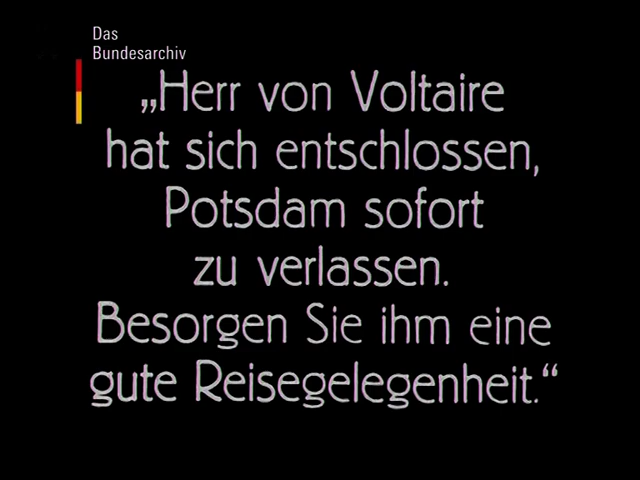 Das
Bundesarchiv
„Herr von Voltaire
hat sich entschlossen,
Potsdam sofort
zu verlassen.
Besorgen Sie ihm eine
gute Reisegelegenheit.“